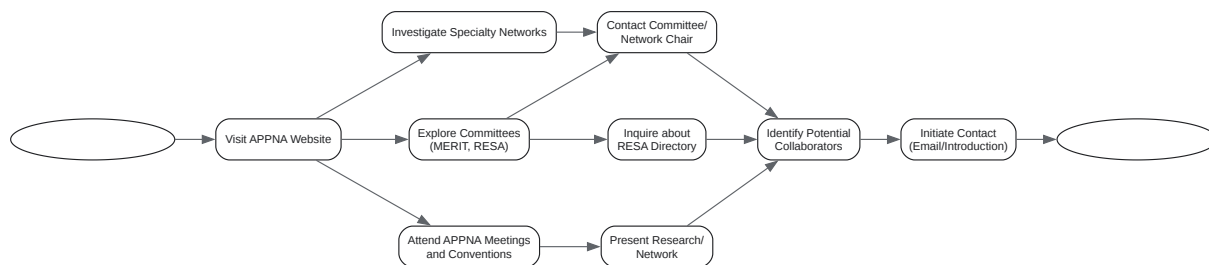 Investigate Specialty Networks
Contact Committee/
Network Chair
Visit APPNA Website
Explore Committees
(MERIT, RESA)
Inquire about
RESA Directory
Identify Potential
Collaborators
Initiate Contact
(Email/Introduction)
Attend APPNA Meetings
and Conventions
Present Research/
Network